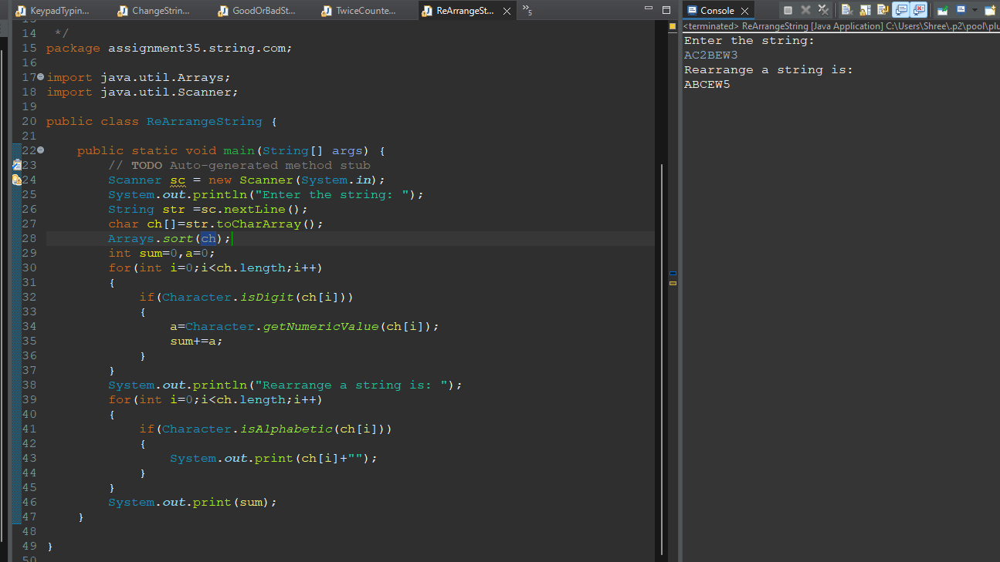 KeypadTypin... ChangeStrin... GoodOrBadSt... TwiceCounte... ReArrangeSt... »5
14 */
15 package assignment35.string.com;
16
17 import java.util.Arrays;
18 import java.util.Scanner;
19
20 public class ReArrangeString {
21
22 public static void main(String[] args) {
23 // TODO Auto-generated method stub
24 Scanner sc = new Scanner(System.in);
25 System.out.println("Enter the string: ");
26 String str =sc.nextLine();
27 char ch[]=str.toCharArray();
28 Arrays.sort(ch);
29 int sum=0,a=0;
30 for(int i=0;i<ch.length;i++)
31 {
32 if(Character.isDigit(ch[i]))
33 {
34 a=Character.getNumericValue(ch[i]);
35 sum+=a;
36 }
37 }
38 System.out.println("Rearrange a string is: ");
39 for(int i=0;i<ch.length;i++)
40 {
41 if(Character.isAlphabetic(ch[i]))
42 {
43 System.out.print(ch[i]+"");
44 }
45 }
46 System.out.print(sum);
47 }
48
49 }
50
Console
<terminated> ReArrangeString [Java Application] C:\Users\Shree\.p2\pool\plu
Enter the string:
AC2BEW3
Rearrange a string is:
ABCEW5